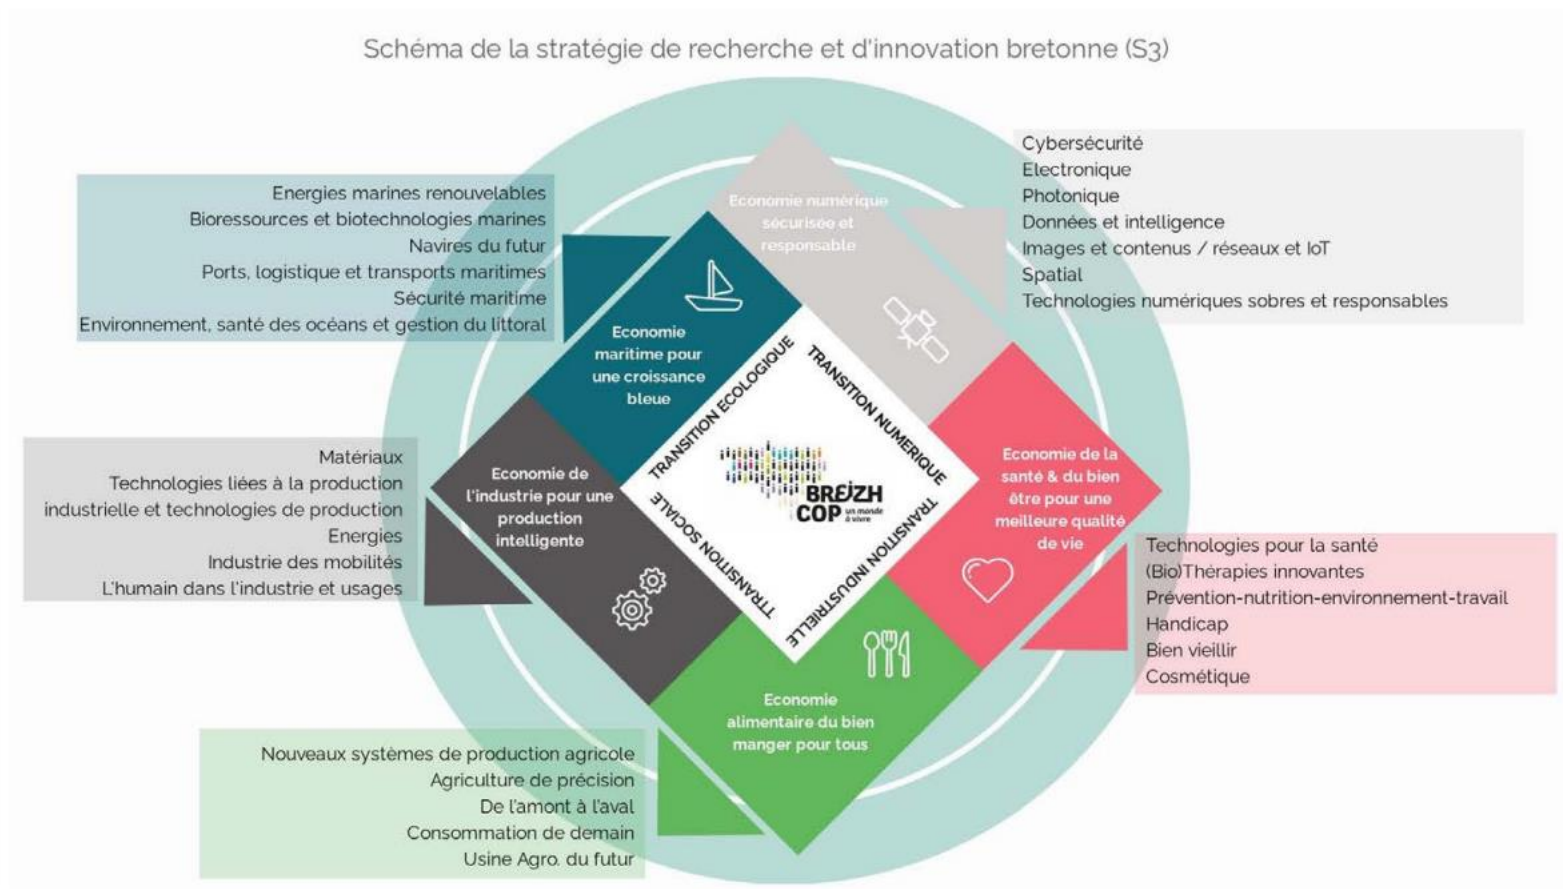 Schéma de la stratégie de recherche et d'innovation bretonne (S3)
Energies marines renouvelables
Bioressources et biotechnologies marines
Navires du futur
Ports, logistique et transports maritimes
Sécurité maritime
Environnement, santé des océans et gestion du littoral
Economie
maritime pour
une croissance
bleue
Economie numérique
sécurisée et
responsable
Cybersécurité
Electronique
Photonique
Données et intelligence
Images et contenus / réseaux et IoT
Spatial
Technologies numériques sobres et responsables
TRANSITION ECOLOGIQUE
TRANSITION NUMERIQUE
TTRANSITION SOCIALE
TRANSITION INDUSTRIELLE
BREIZH
COP un monde
à vivre
Matériaux
Technologies liées à la production
industrielle et technologies de production
Energies
Industrie des mobilités
L'humain dans l'industrie et usages
Economie de
l'industrie pour une
production
intelligente
Economie de la
santé & du bien
être pour une
meilleure qualité
de vie
Technologies pour la santé
(Bio)Thérapies innovantes
Prévention-nutrition-environnement-travail
Handicap
Bien vieillir
Cosmétique
Economie
alimentaire du bien
manger pour tous
Nouveaux systèmes de production agricole
Agriculture de précision
De l'amont à l'aval
Consommation de demain
Usine Agro. du futur